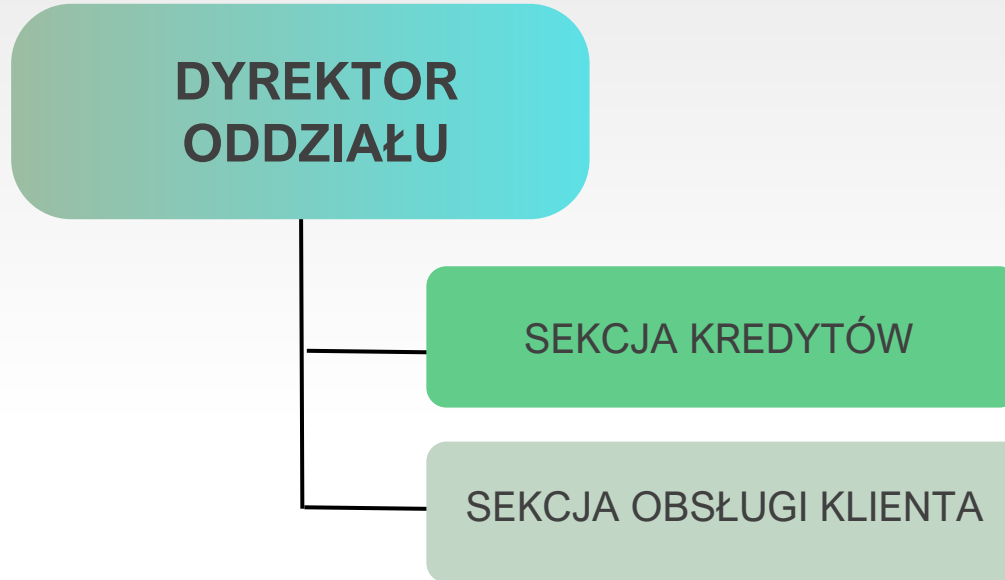 DYREKTOR
ODDZIAŁU
SEKCJA KREDYTÓW
SEKCJA OBSŁUGI KLIENTA